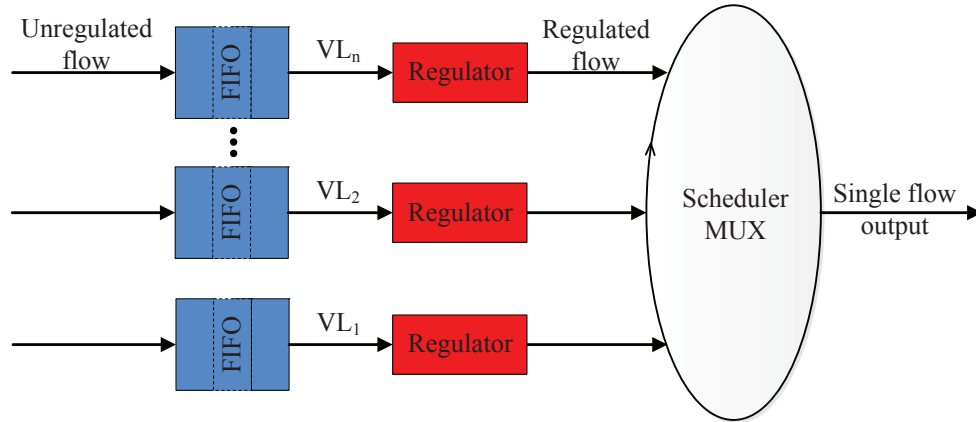 Unregulated
flow
FIFO
VLn
Regulator
Regulated
flow
FIFO
VL2
Regulator
Scheduler
MUX
Single flow
output
FIFO
VL1
Regulator